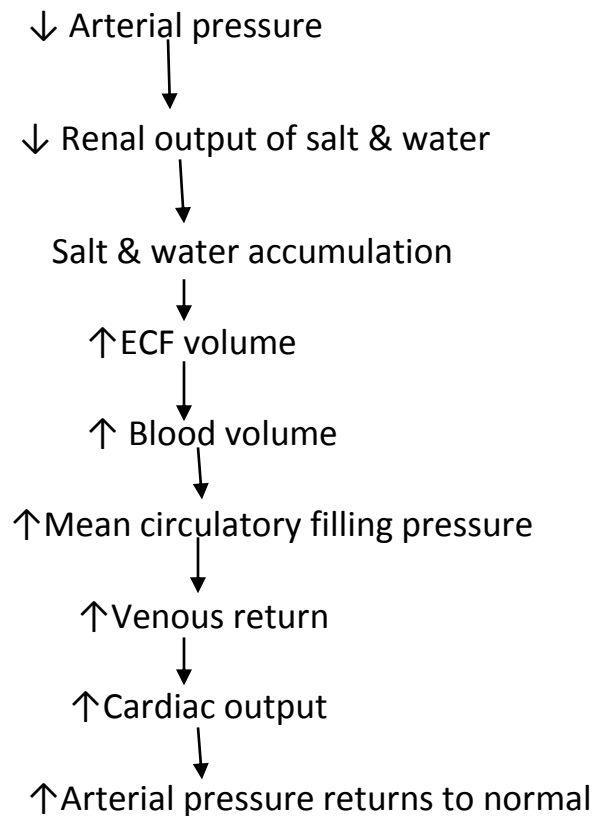 ↓ Arterial pressure
↓ Renal output of salt & water
Salt & water accumulation
↑ECF volume
↑ Blood volume
↑Mean circulatory filling pressure
↑Venous return
↑Cardiac output
↑Arterial pressure returns to normal